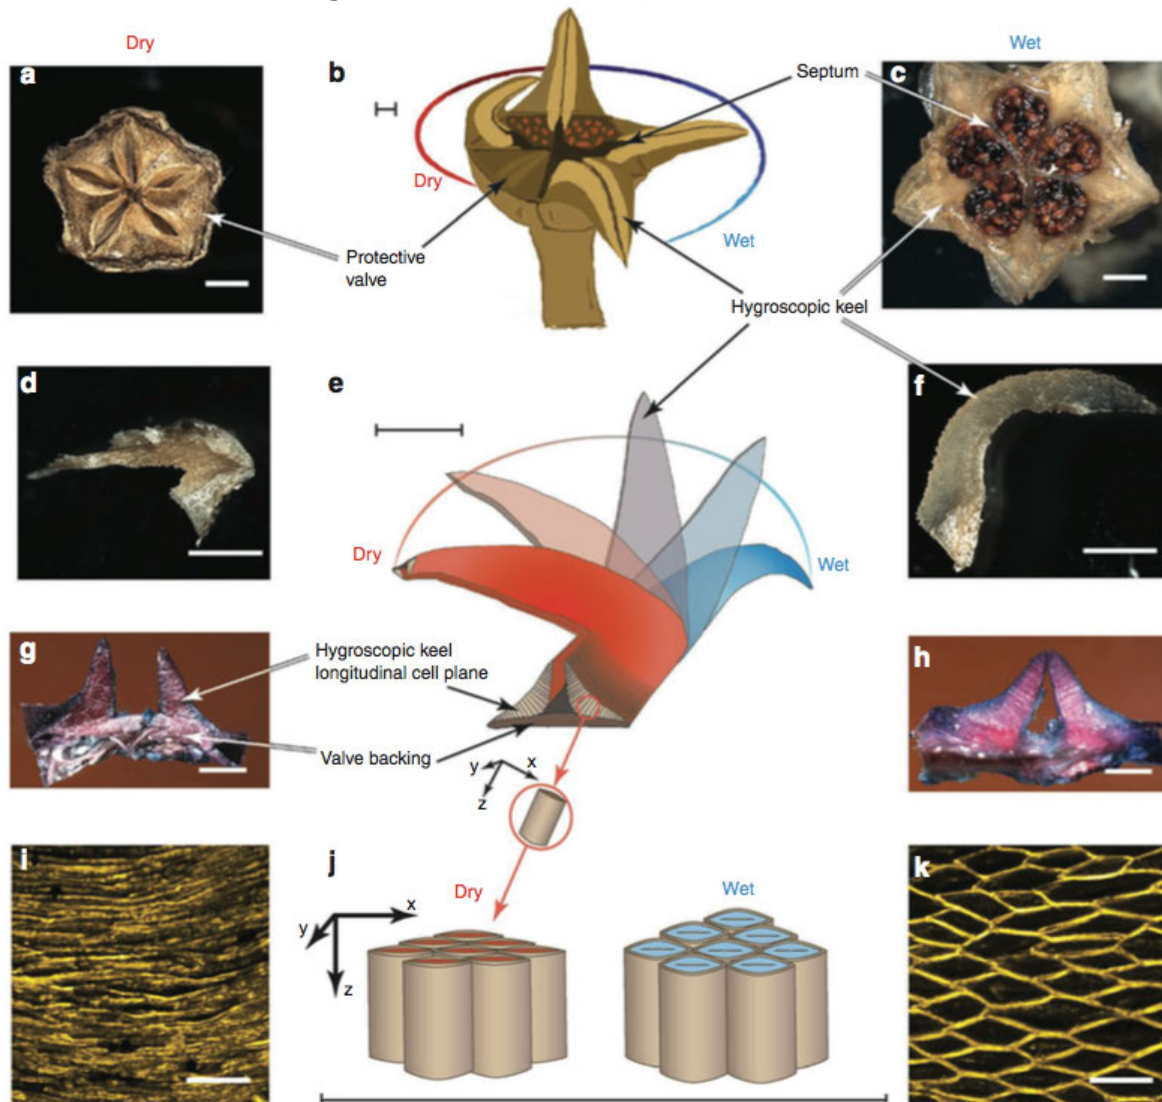 Dry
Wet
a
b
c
Septum
Dry
Wet
Protective
valve
Hygroscopic keel
d
e
f
Dry
Wet
g
h
Hygroscopic keel
longitudinal cell plane
Valve backing
y
x
z
i
j
k
Dry
Wet
x
y
z